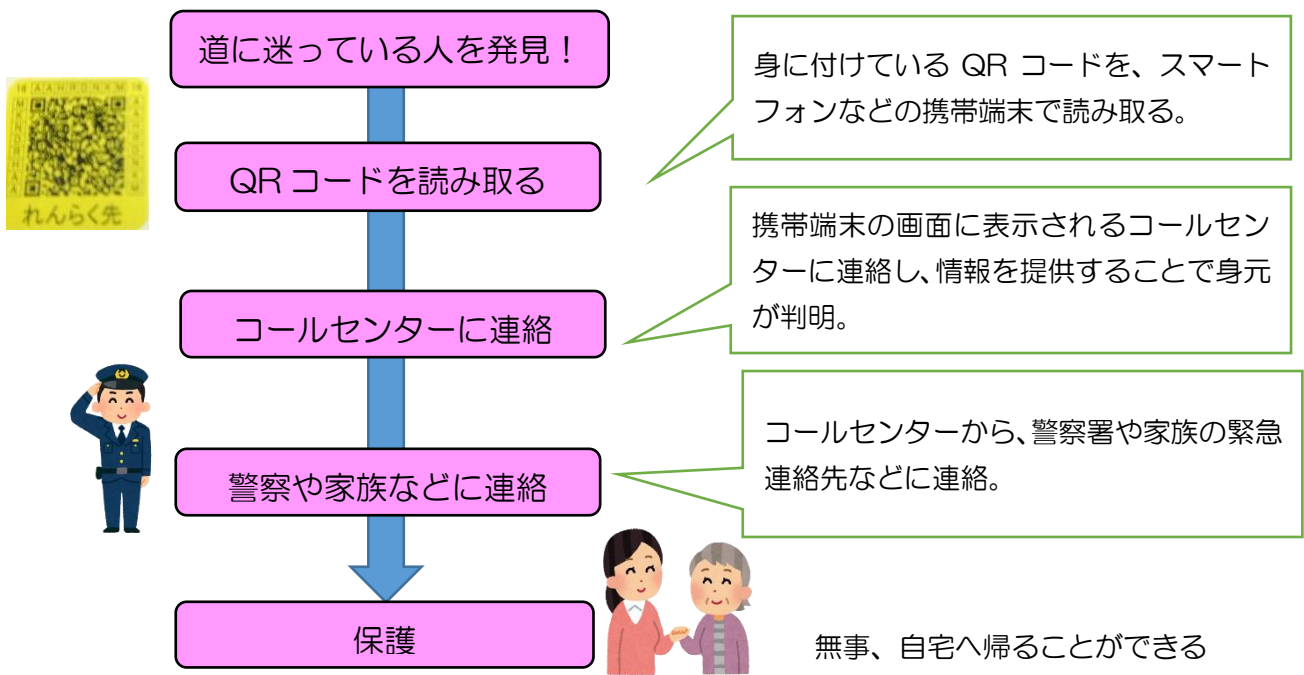 道に迷っている人を発見！
身に付けている QR コードを、スマート
フォンなどの携帯端末で読み取る。
QR コードを読み取る
れんらく先
携帯端末の画面に表示されるコールセン
ターに連絡し、情報を提供することで身元
が判明。
コールセンターに連絡
コールセンターから、警察署や家族の緊急
連絡先などに連絡。
警察や家族などに連絡
保護
無事、自宅へ帰ることができる